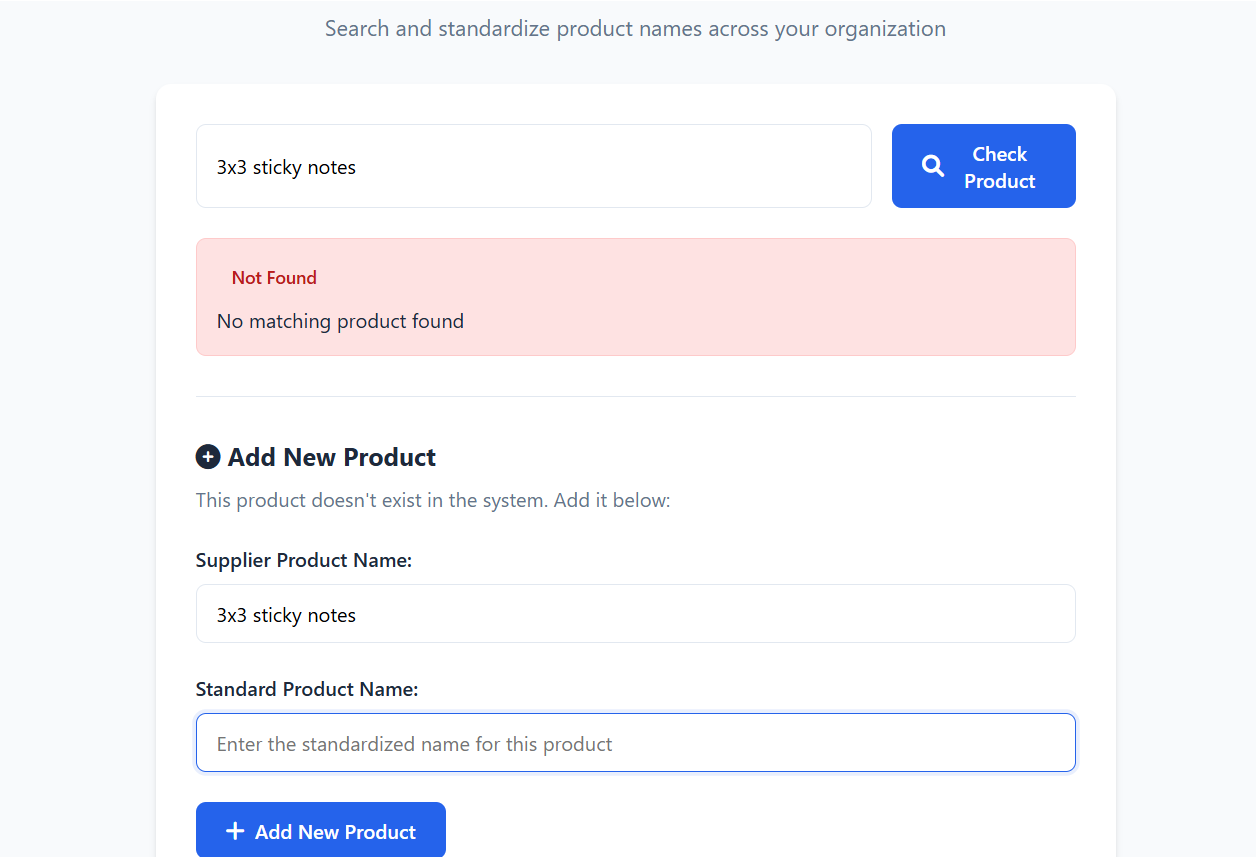 Search and standardize product names across your organization
3x3 sticky notes
Check
Product
Not Found
No matching product found
Add New Product
This product doesn't exist in the system. Add it below:
Supplier Product Name:
3x3 sticky notes
Standard Product Name:
Enter the standardized name for this product
Add New Product